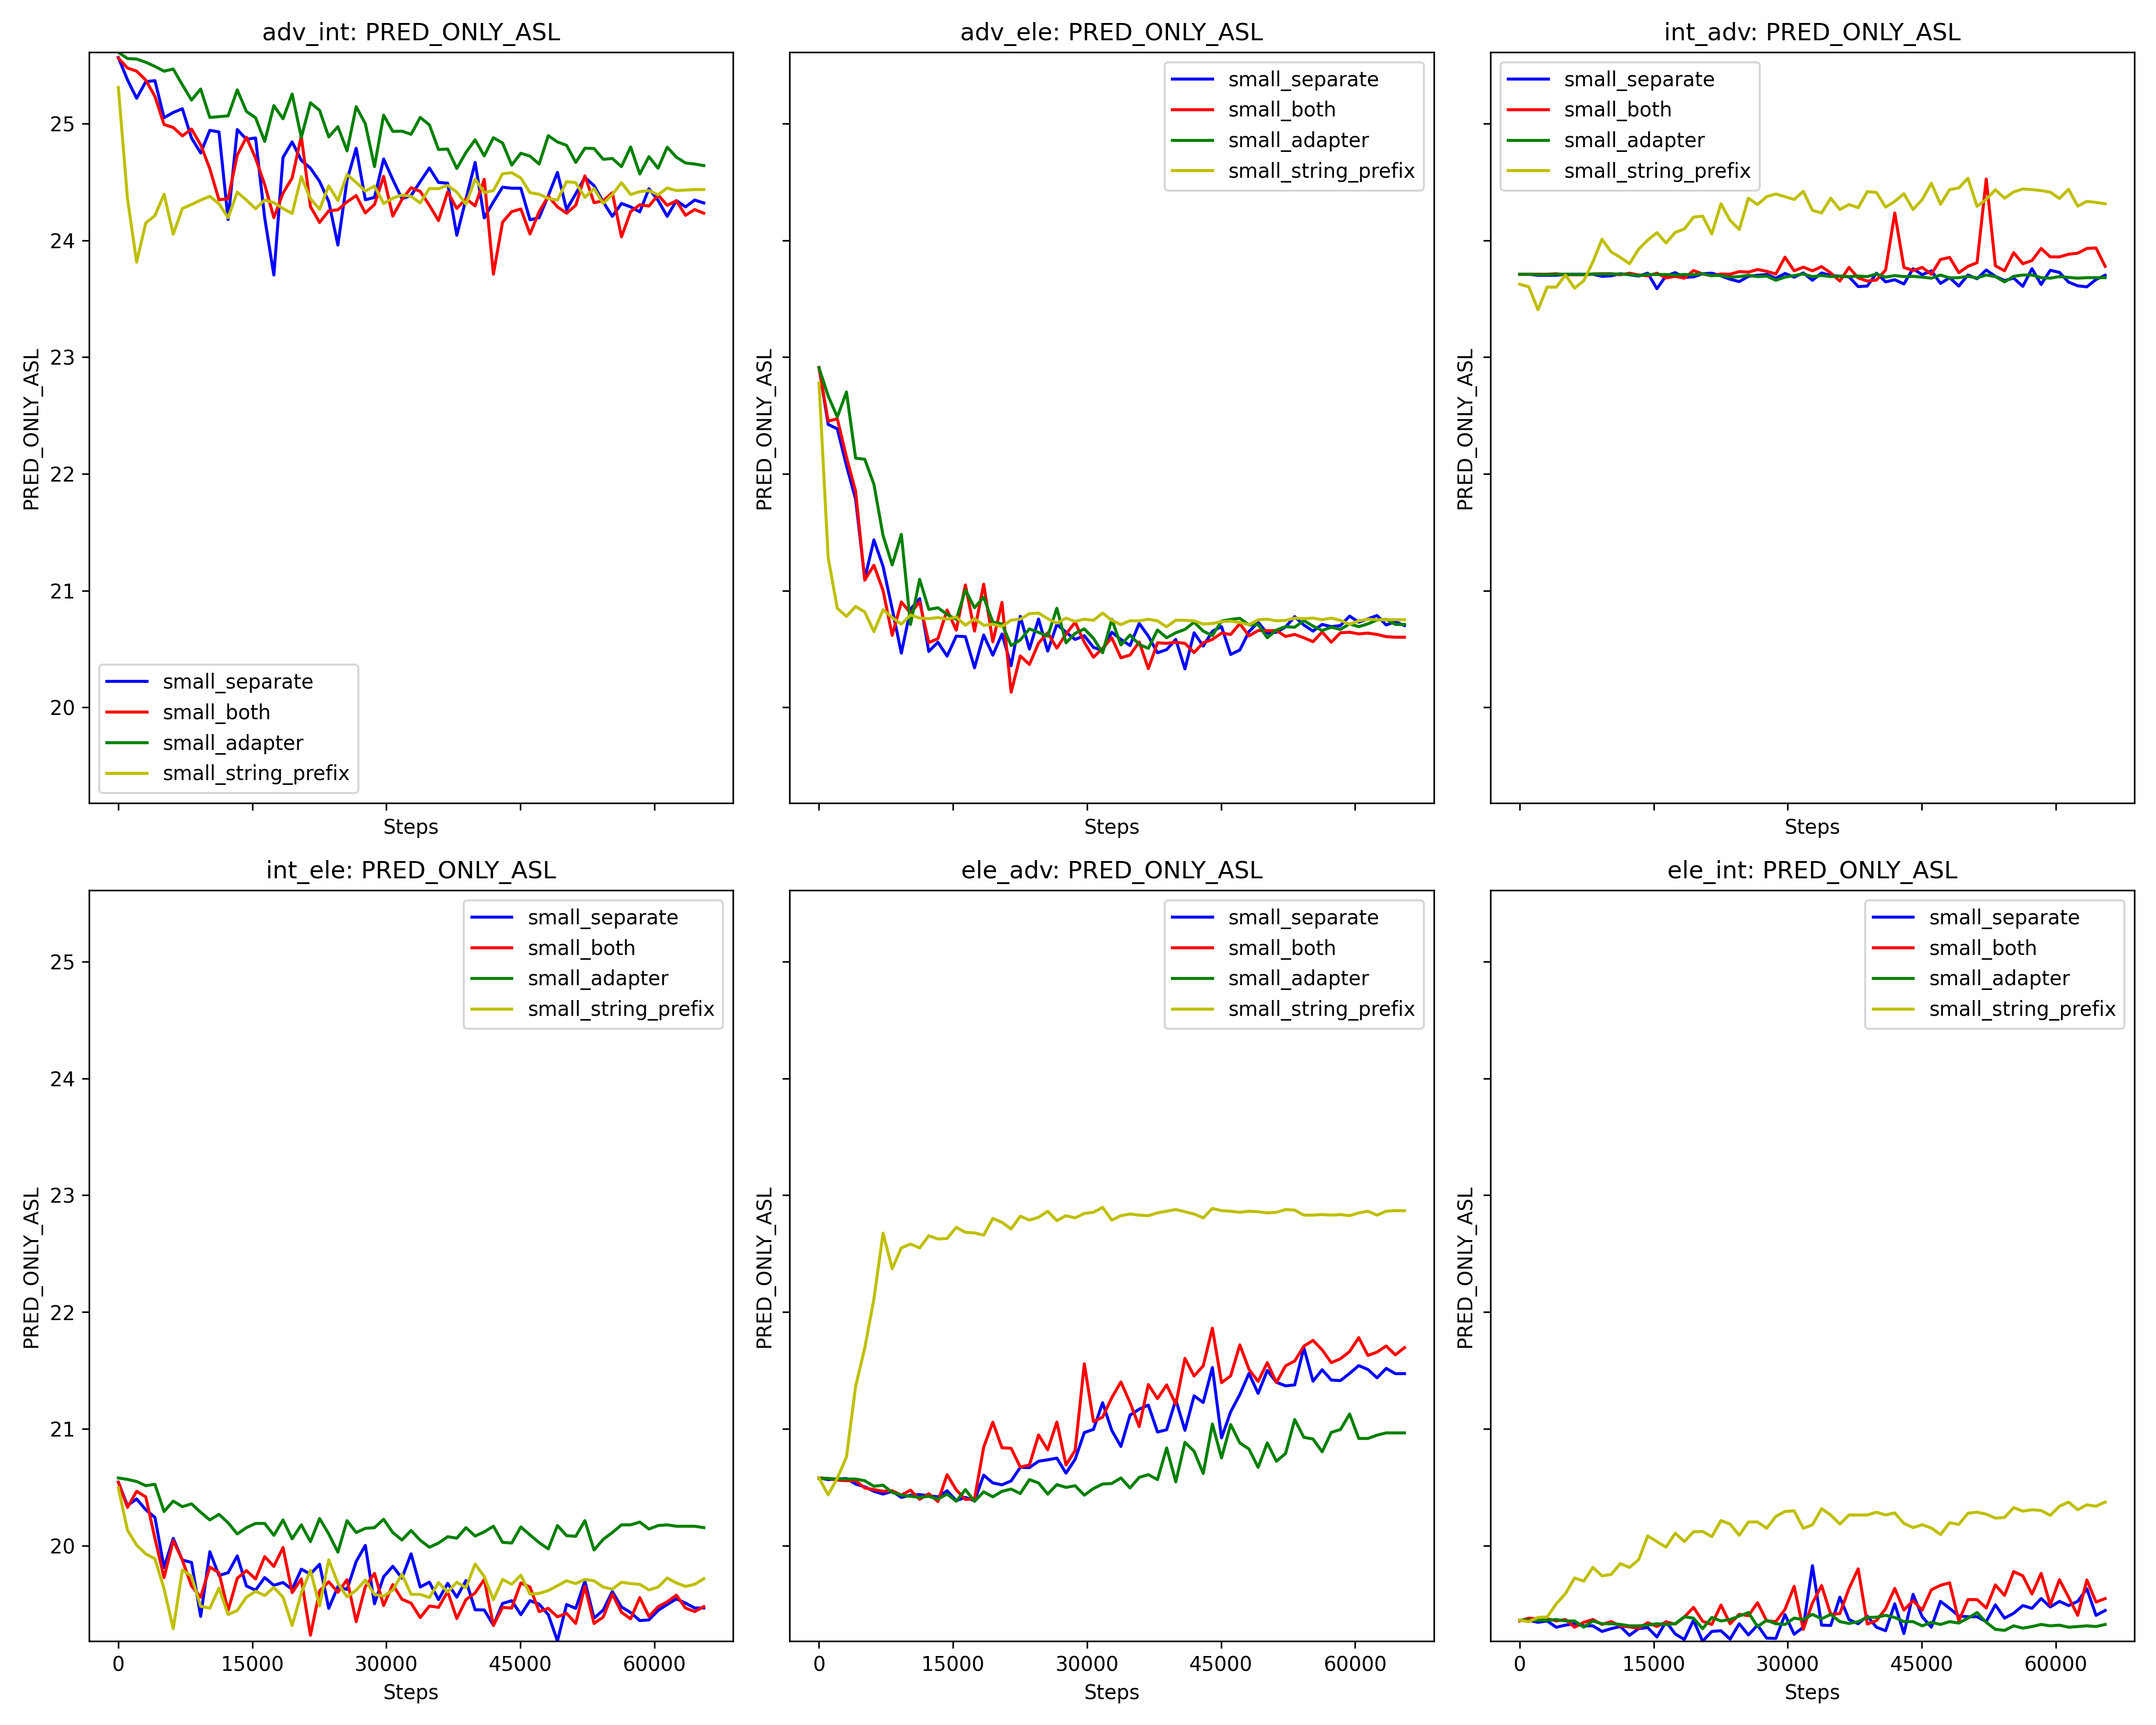 adv_int: PRED_ONLY_ASL
PRED_ONLY_ASL
25
24
23
22
21
20
small_separate
small_both
small_adapter
small_string_prefix
Steps
adv_ele: PRED_ONLY_ASL
PRED_ONLY_ASL
small_separate
small_both
small_adapter
small_string_prefix
Steps
int_adv: PRED_ONLY_ASL
PRED_ONLY_ASL
small_separate
small_both
small_adapter
small_string_prefix
Steps
int_ele: PRED_ONLY_ASL
PRED_ONLY_ASL
25
24
23
22
21
20
small_separate
small_both
small_adapter
small_string_prefix
0 15000 30000 45000 60000
Steps
ele_adv: PRED_ONLY_ASL
PRED_ONLY_ASL
small_separate
small_both
small_adapter
small_string_prefix
0 15000 30000 45000 60000
Steps
ele_int: PRED_ONLY_ASL
PRED_ONLY_ASL
small_separate
small_both
small_adapter
small_string_prefix
0 15000 30000 45000 60000
Steps